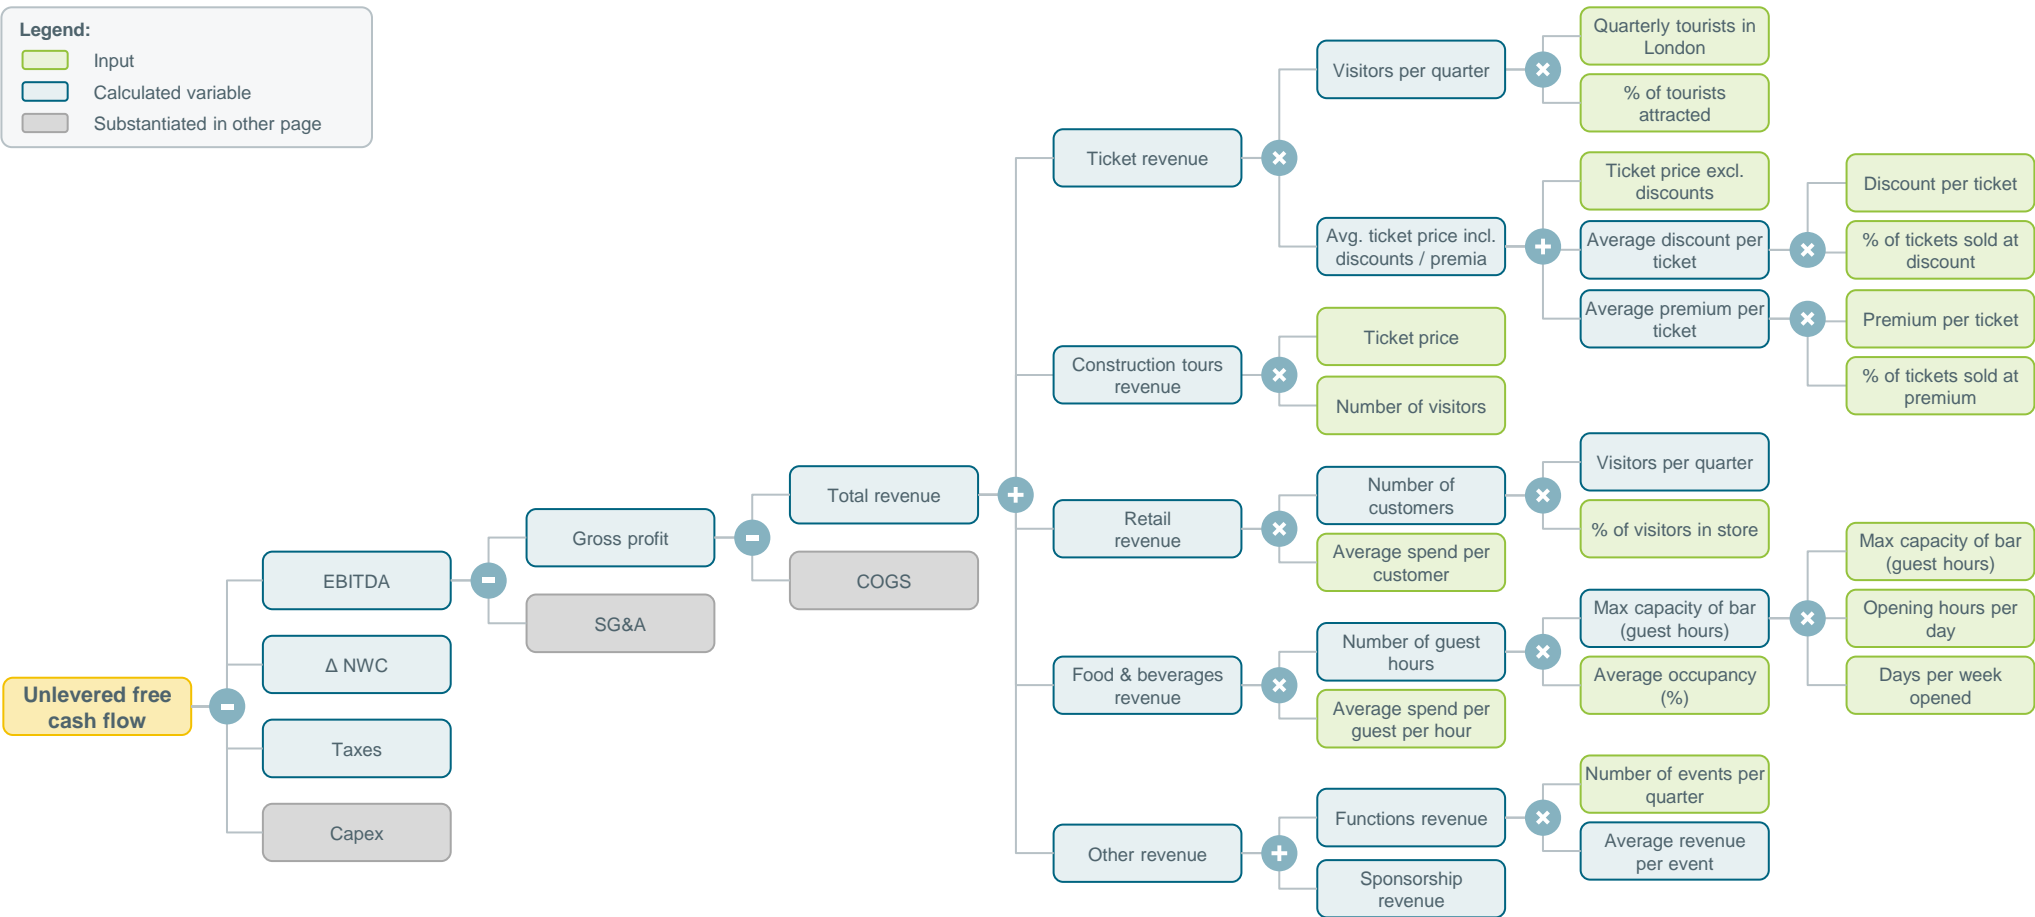 Legend:
Input
Calculated variable
Substantiated in other page
Unlevered free
cash flow
EBITDA
Δ NWC
Taxes
Capex
Gross profit
SG&A
Total revenue
COGS
Ticket revenue
Construction tours
revenue
Retail
revenue
Food & beverages
revenue
Other revenue
Visitors per quarter
Avg. ticket price incl.
discounts / premia
Ticket price
Number of visitors
Number of
customers
Average spend per
customer
Number of guest
hours
Average spend per
guest per hour
Functions revenue
Sponsorship
revenue
Quarterly tourists in
London
% of tourists
attracted
Ticket price excl.
discounts
Average discount per
ticket
Average premium per
ticket
Visitors per quarter
% of visitors in store
Max capacity of bar
(guest hours)
Average occupancy
(%)
Number of events per
quarter
Average revenue
per event
Discount per ticket
% of tickets sold at
discount
Premium per ticket
% of tickets sold at
premium
Max capacity of bar
(guest hours)
Opening hours per
day
Days per week
opened